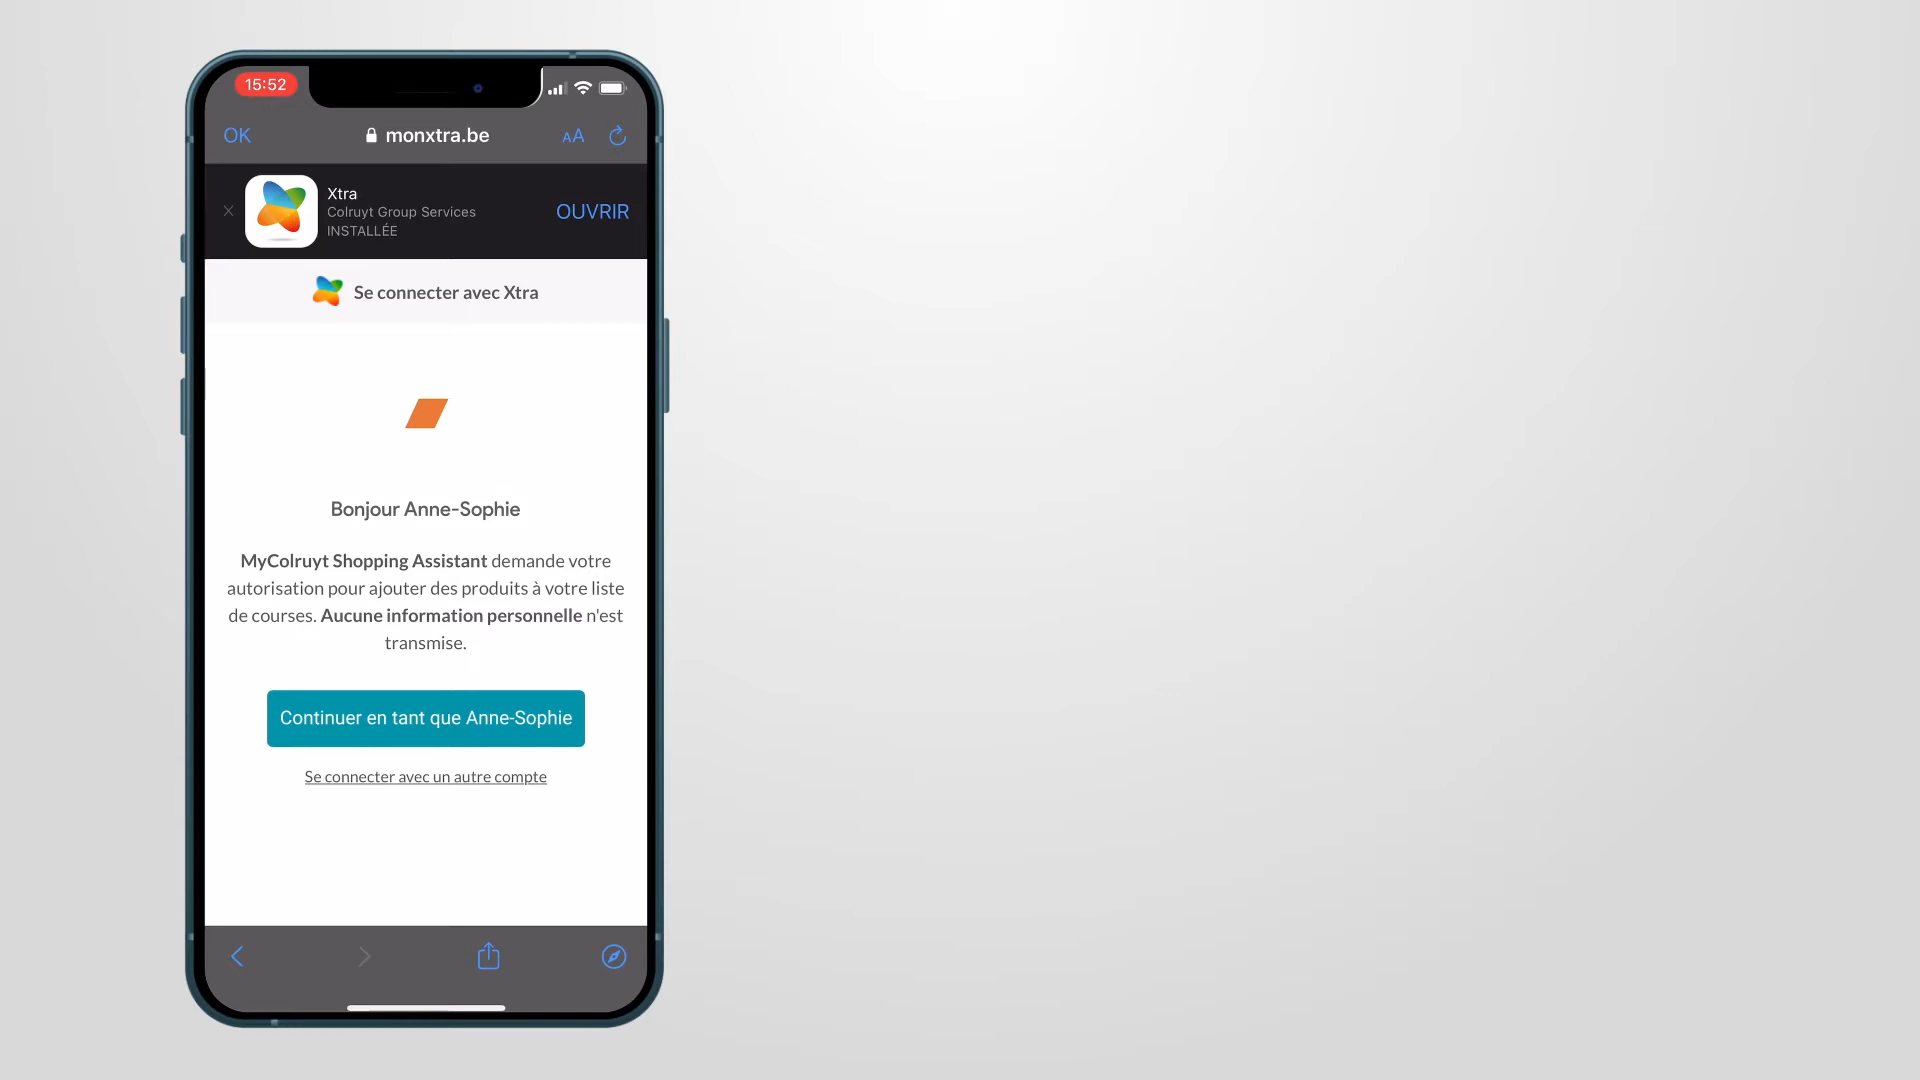 15:52
OK
monxtra.be
AA
Xtra
Colruyt Group Services
INSTALLÉE
OUVRIR
Se connecter avec Xtra
Bonjour Anne-Sophie
MyColruyt Shopping Assistant demande votre
autorisation pour ajouter des produits à votre liste
de courses. Aucune information personnelle n'est
transmise.
Continuer en tant que Anne-Sophie
Se connecter avec un autre compte